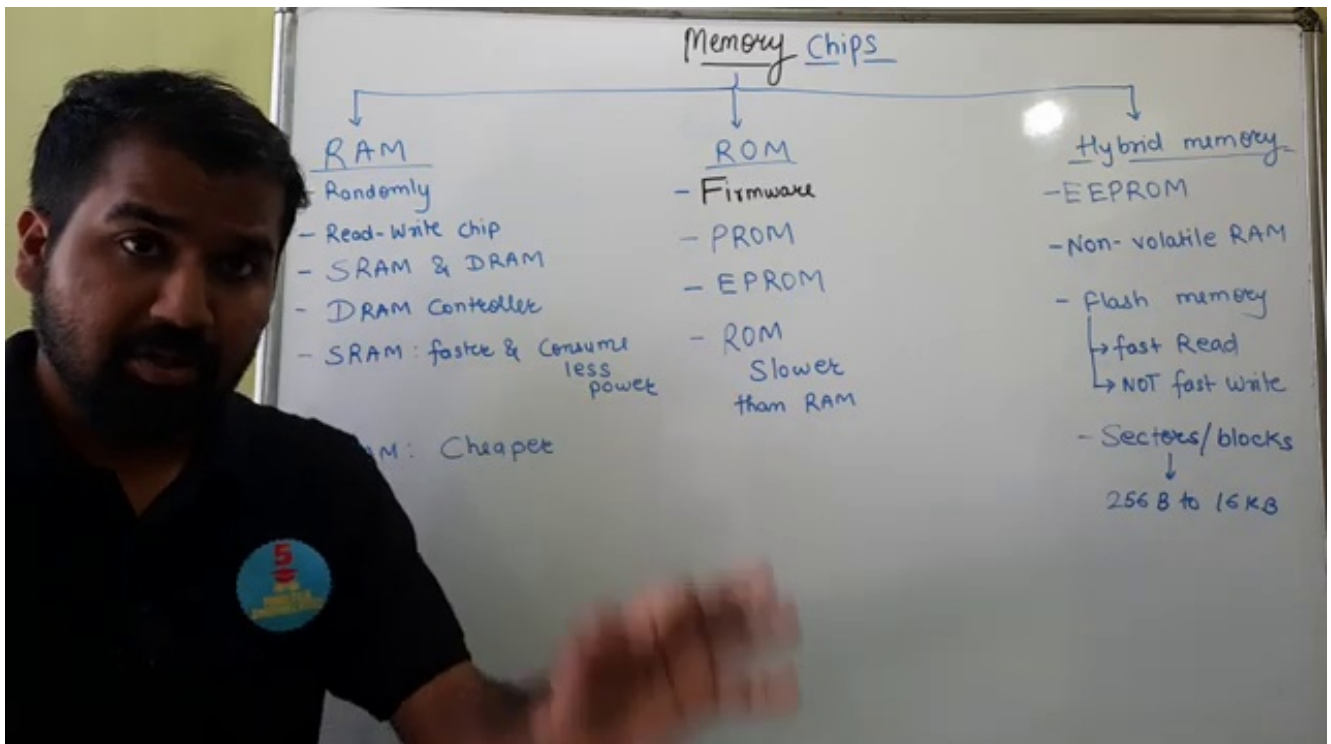 Memory Chips
RAM
- Randomly
- Read-Write chip
- SRAM & DRAM
- DRAM Controller
- SRAM: faster & Consume
less
power
AM: Cheaper
ROM
- Firmware
- PROM
- EPROM
- ROM
Slower
than RAM
Hybrid memory
- EEPROM
- Non-volatile RAM
- Flash memory
fast Read
NOT fast Write
- Sectors/blocks
256 B to 16 KB
5